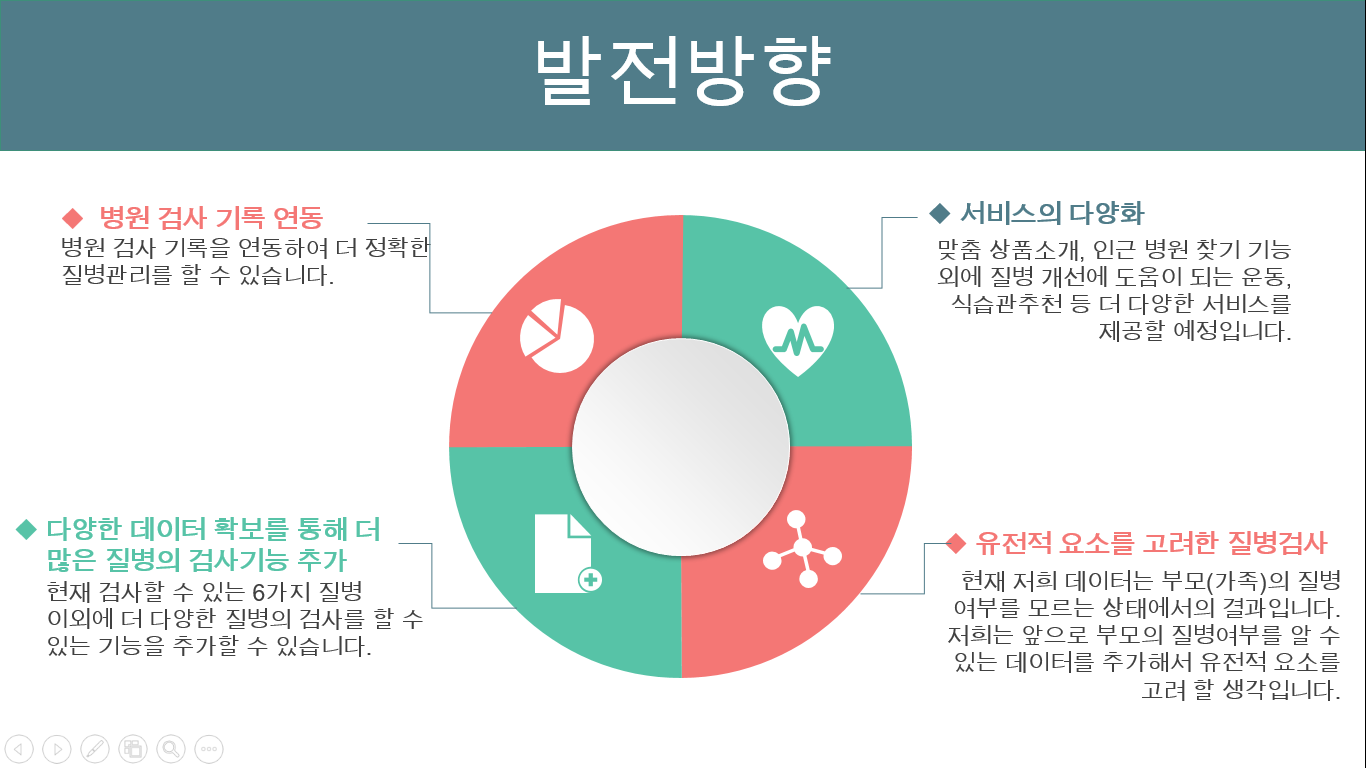 발전방향
병원 검사 기록 연동
병원 검사 기록을 연동하여 더 정확한
질병관리를 할 수 있습니다.
서비스의 다양화
맞춤 상품소개, 인근 병원 찾기 기능
외에 질병 개선에 도움이 되는 운동,
식습관추천 등 더 다양한 서비스를
제공할 예정입니다.
다양한 데이터 확보를 통해 더
많은 질병의 검사기능 추가
현재 검사할 수 있는 6가지 질병
이외에 더 다양한 질병의 검사를 할 수
있는 기능을 추가할 수 있습니다.
유전적 요소를 고려한 질병검사
현재 저희 데이터는 부모(가족)의 질병
여부를 모르는 상태에서의 결과입니다.
저희는 앞으로 부모의 질병여부를 알 수
있는 데이터를 추가해서 유전적 요소를
고려 할 생각입니다.